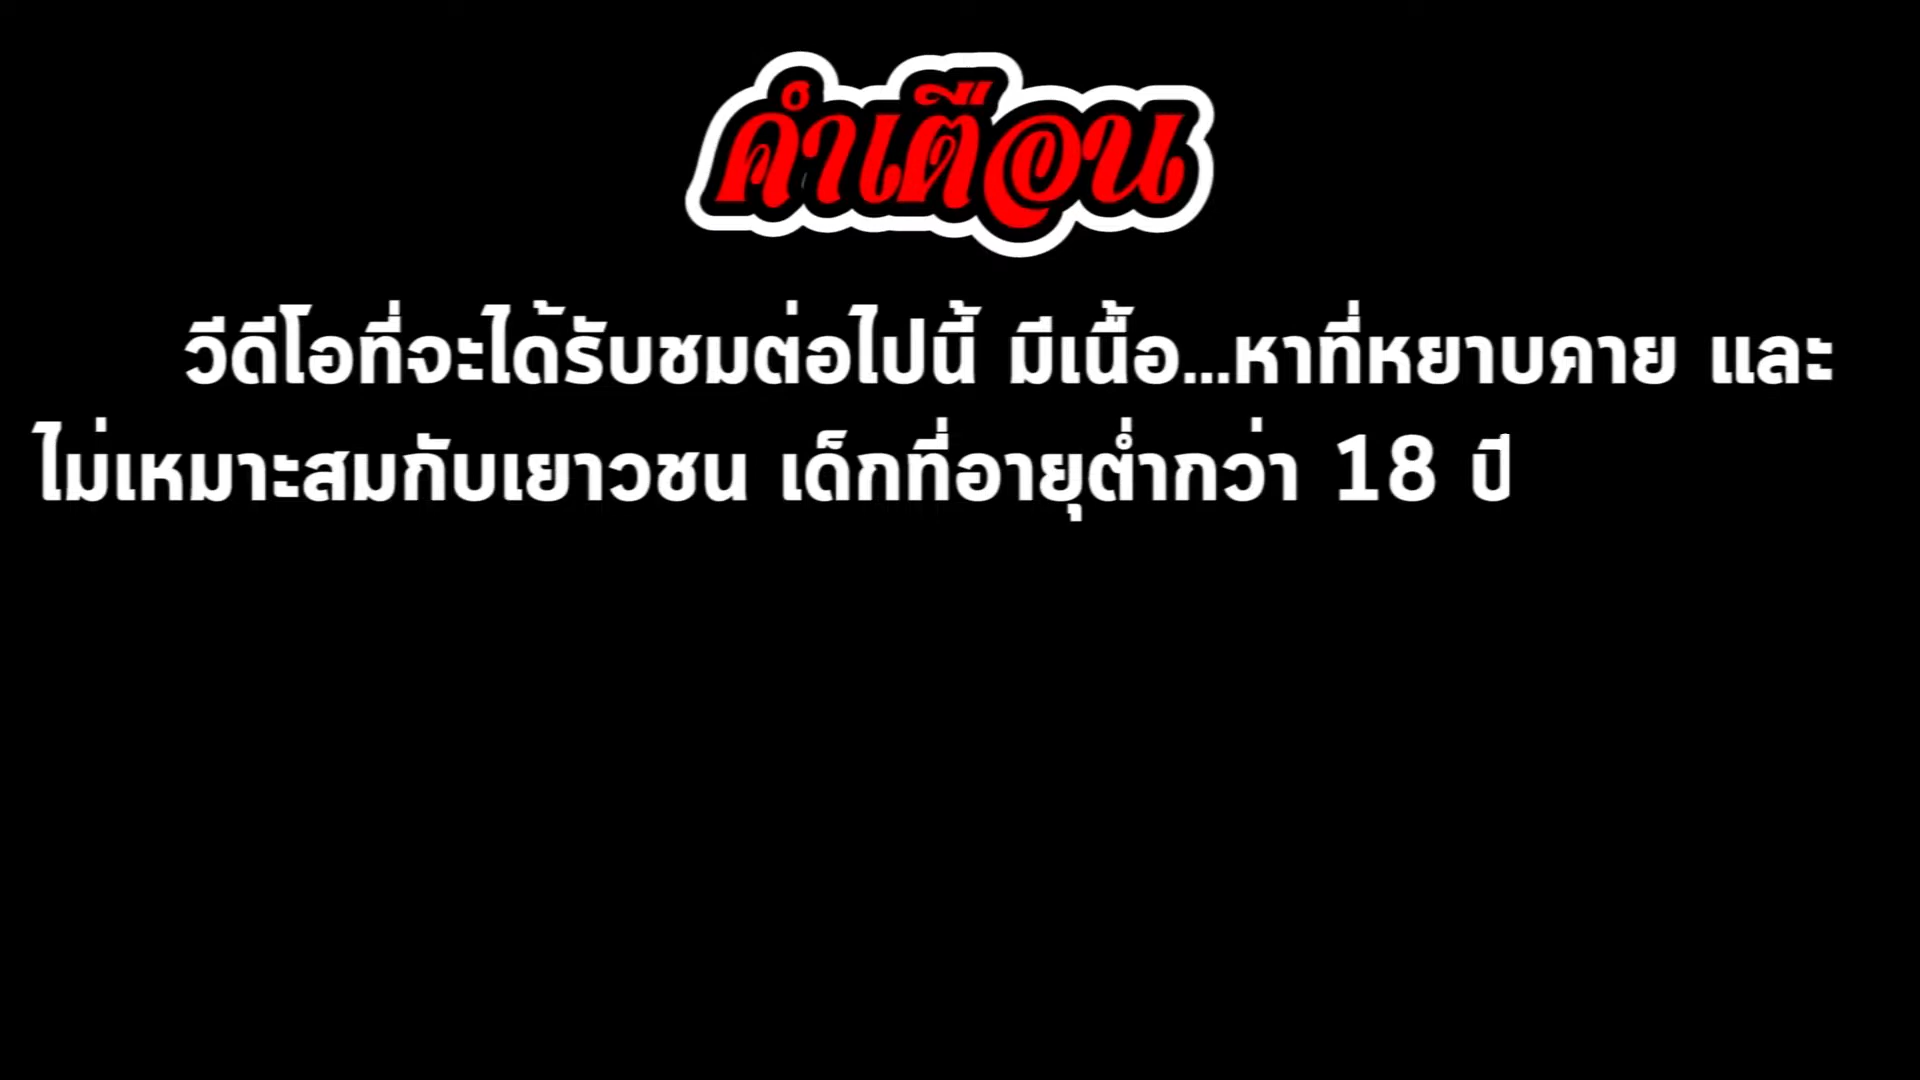 คำเตือน
วีดีโอที่จะได้รับชมต่อไปนี้ มีเนื้อ...หาที่หยาบคาย และ
ไม่เหมาะสมกับเยาวชน เด็กที่อายุต่ำกว่า 18 ปี